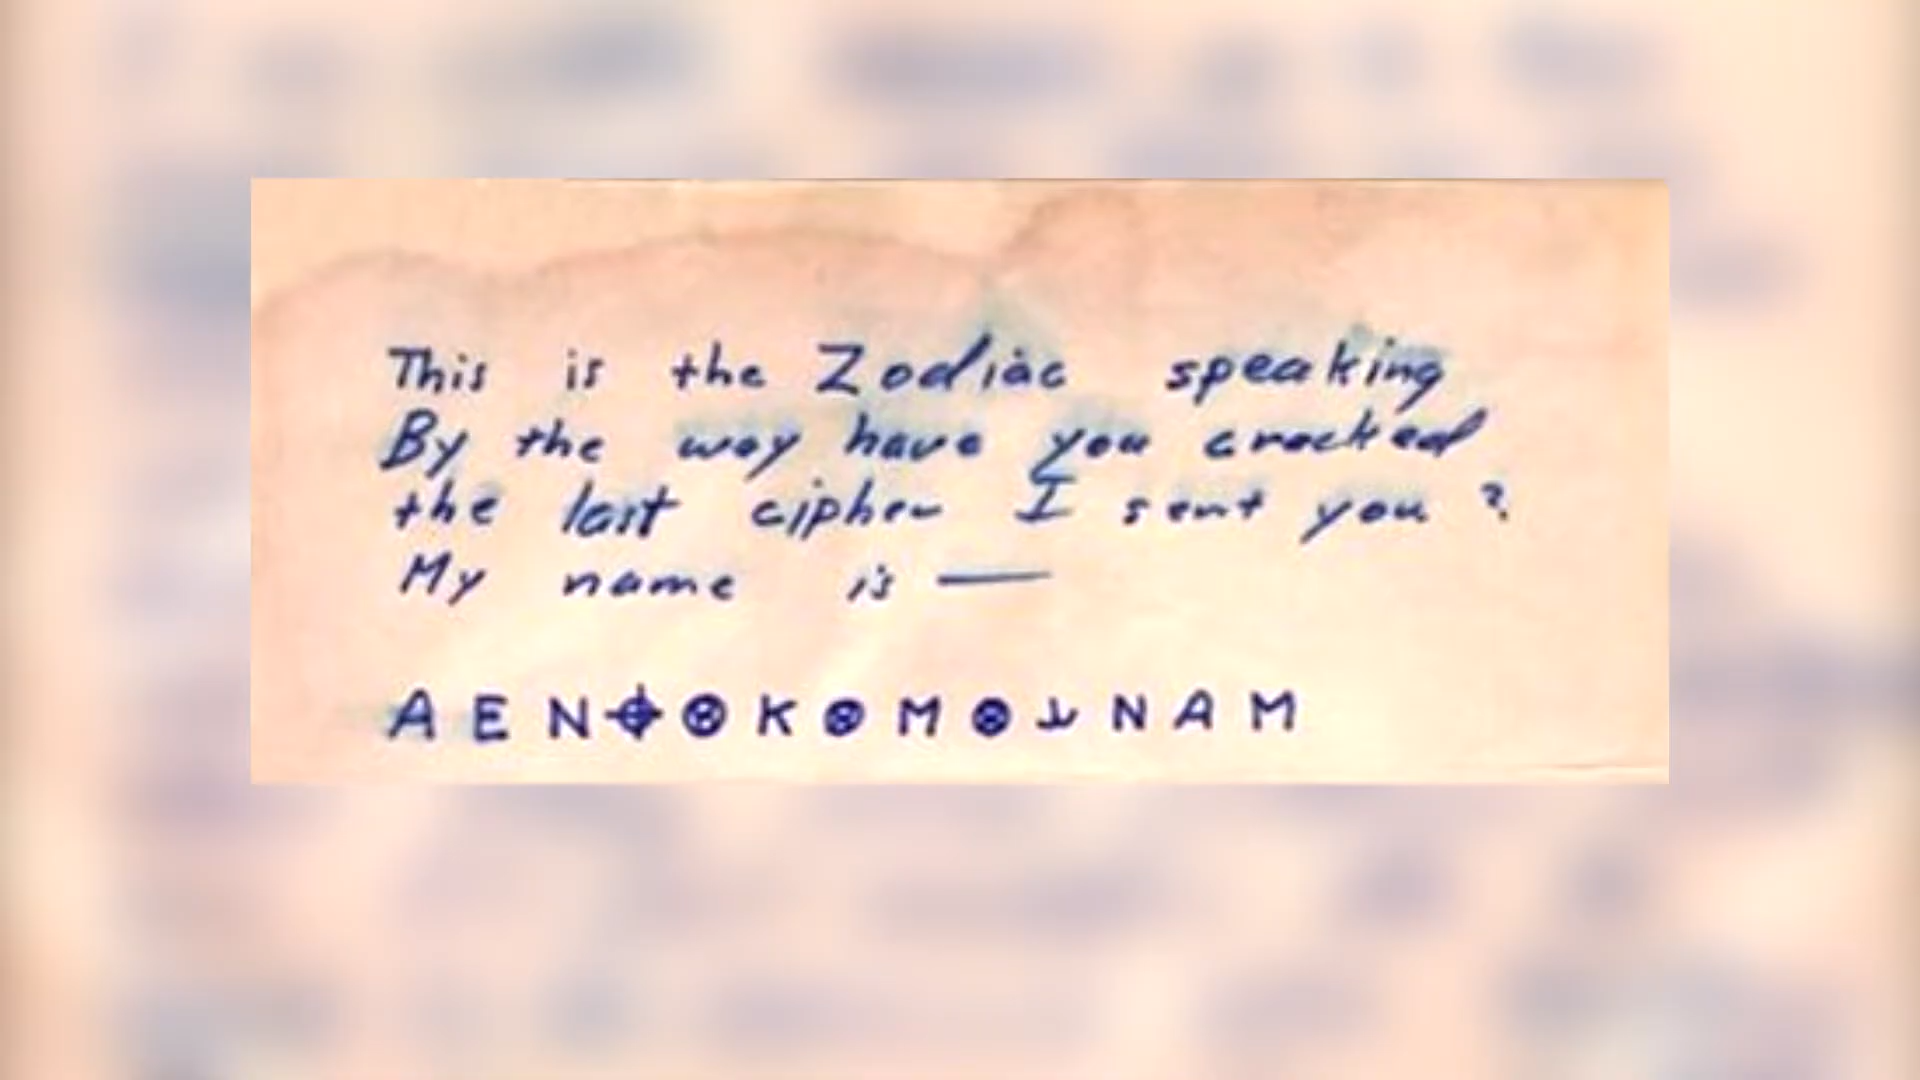 This is the Zodiac speaking
By the way have you cracked
the last cipher I sent you ?
My name is —
A E N ⌖ ⊗ K ⊗ M ⊗ ⅄ N A M